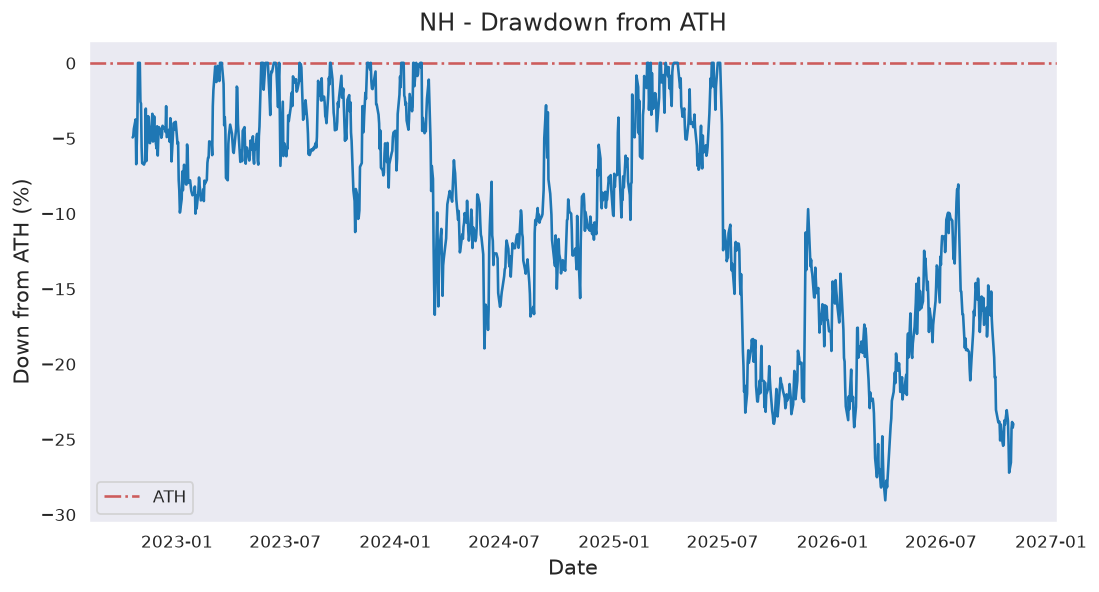 NH - Drawdown from ATH
Down from ATH (%)
0
−5
−10
−15
−20
−25
−30
ATH
2023-01 2023-07 2024-01 2024-07 2025-01 2025-07 2026-01 2026-07 2027-01
Date